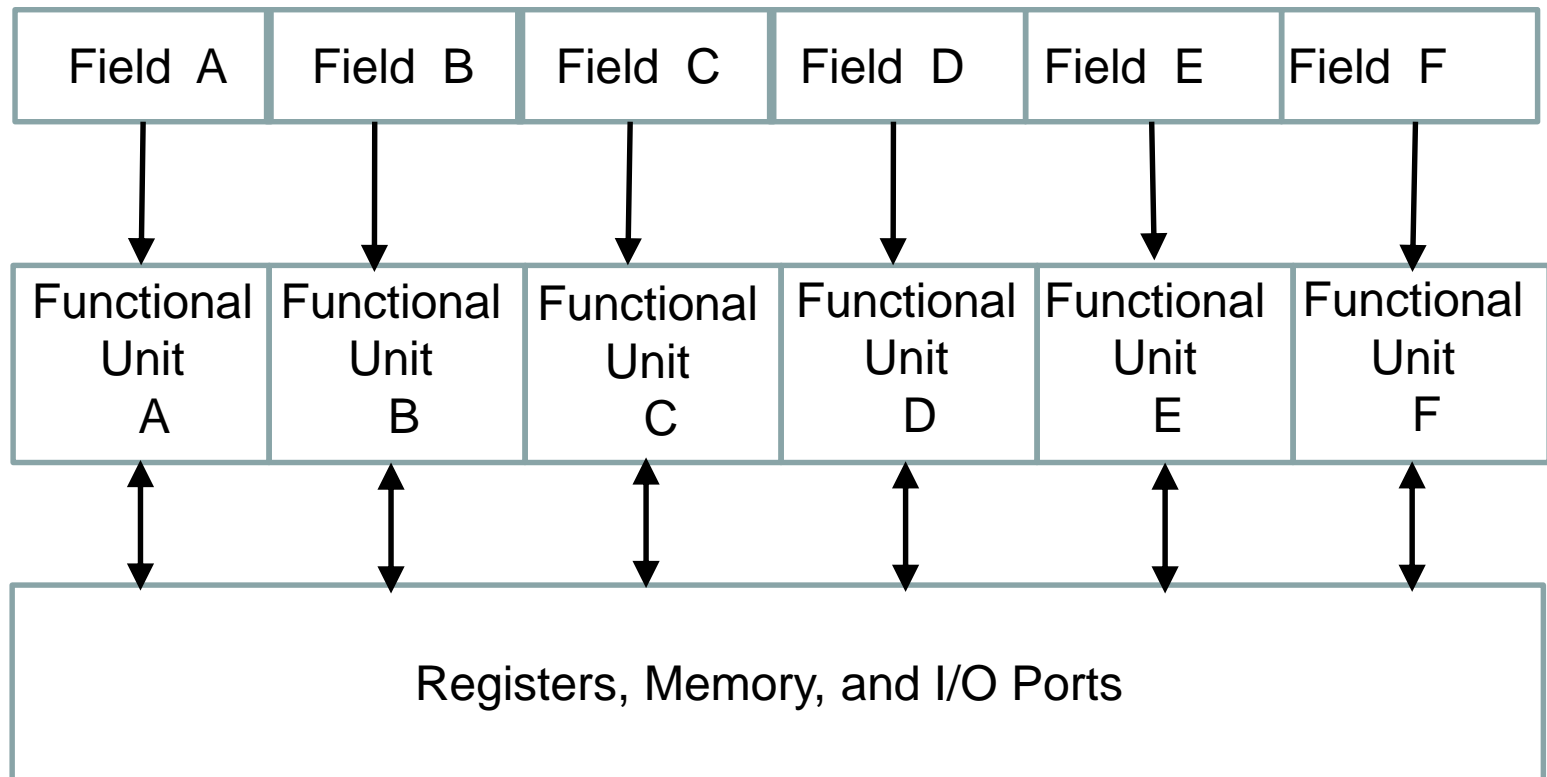 Field A Field B Field C Field D Field E Field F
Functional Unit A
Functional Unit B
Functional Unit C
Functional Unit D
Functional Unit E
Functional Unit F
Registers, Memory, and I/O Ports